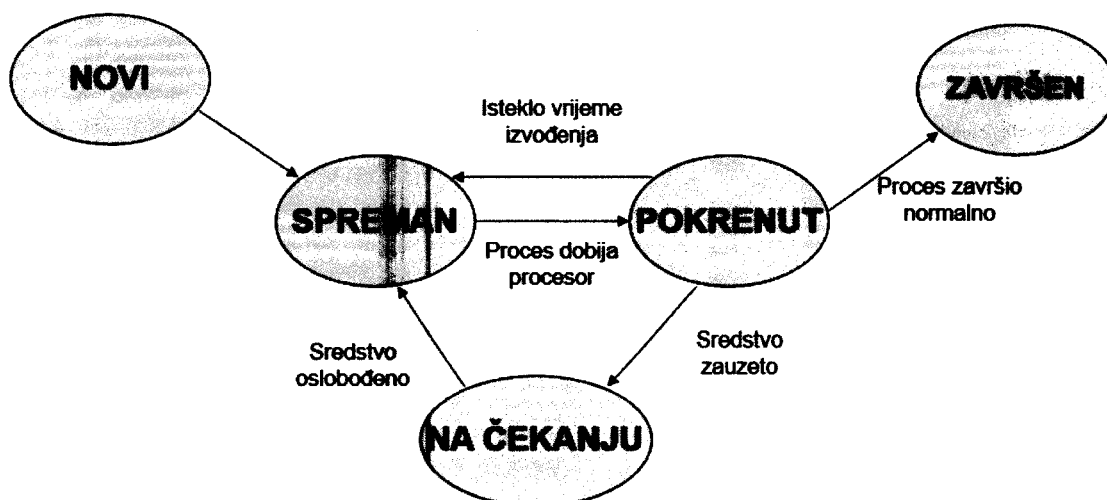 NOVI
ZAVRŠEN
Isteklo vrijeme
izvođenja
SPREMAN
POKRENUT
Proces završio
normalno
Proces dobija
procesor
Sredstvo
oslobođeno
Sredstvo
zauzeto
NA ČEKANJU